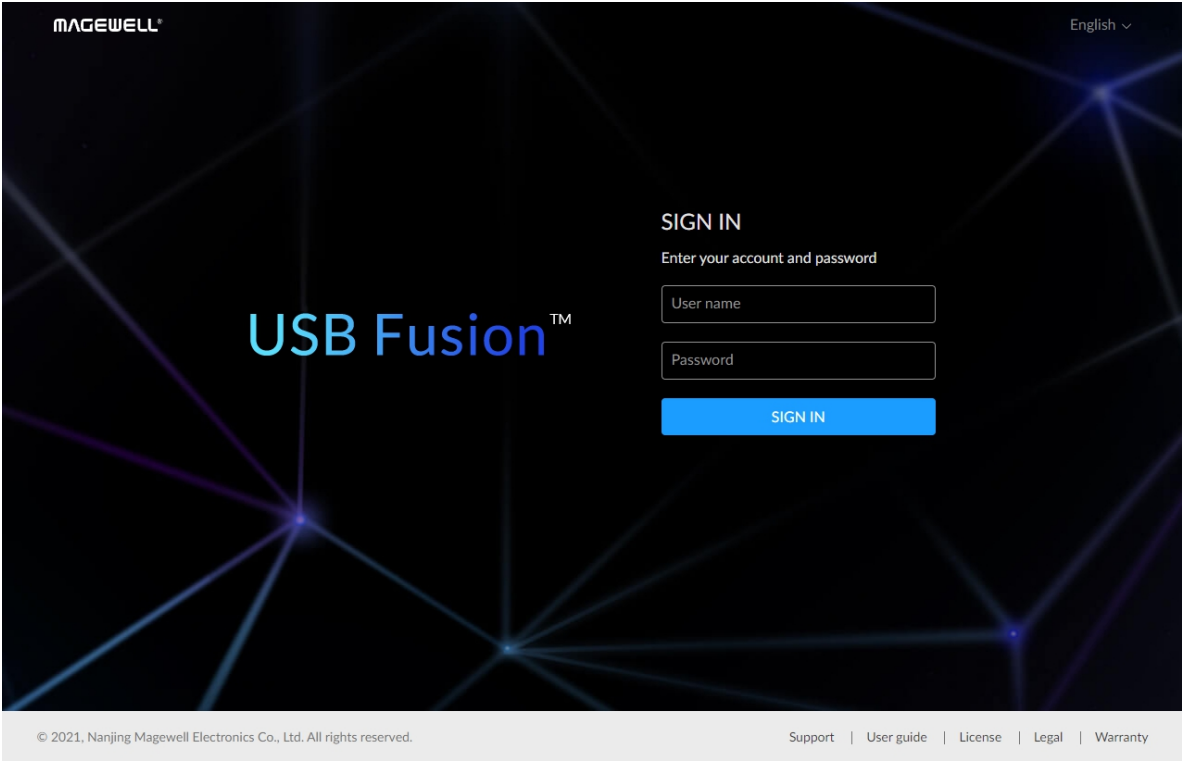 MAGEWELL®
English
SIGN IN
Enter your account and password
User name
USB Fusion™
Password
SIGN IN
© 2021, Nanjing Magewell Electronics Co., Ltd. All rights reserved.
Support | User guide | License | Legal | Warranty